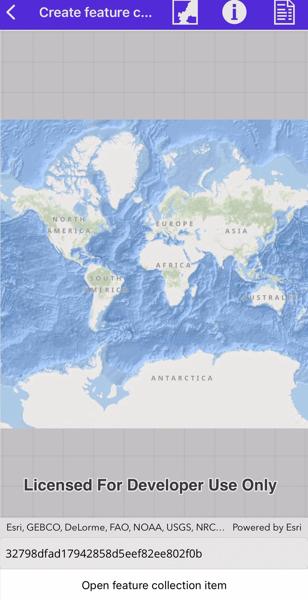 Create feature c...
NORTH
AMERICA
EUROPE
ASIA
AFRICA
SOUTH
AMERICA
AUSTRALI
ANTARCTICA
Licensed For Developer Use Only
Esri, GEBCO, DeLorme, FAO, NOAA, USGS, NRC... Powered by Esri
32798dfad17942858d5eef82ee802f0b
Open feature collection item